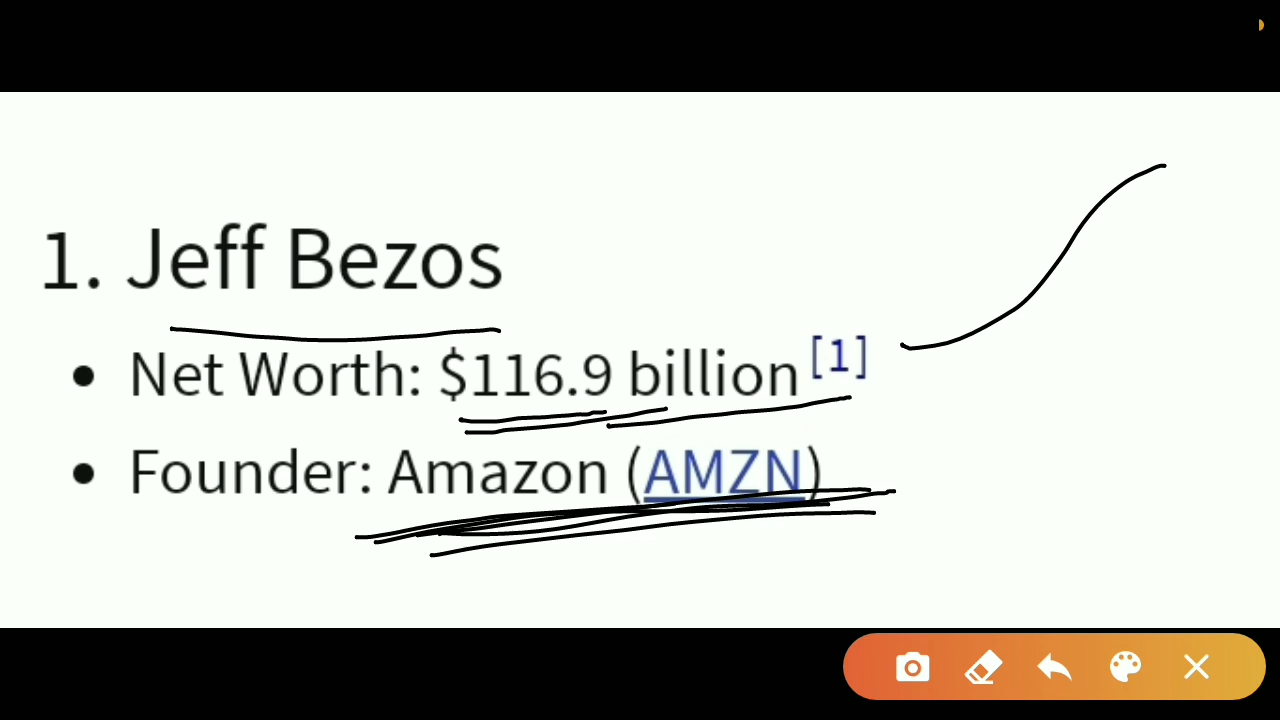 1. Jeff Bezos
• Net Worth: $116.9 billion [1]
• Founder: Amazon (AMZN)